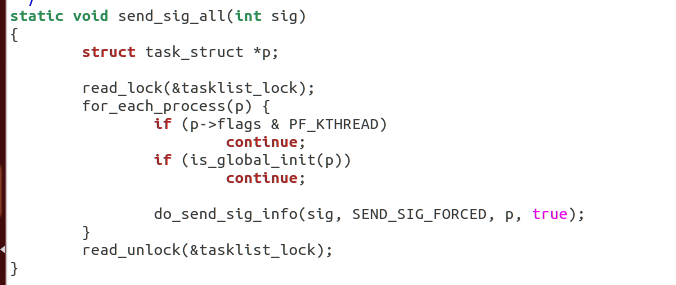 static void send_sig_all(int sig)
{
        struct task_struct *p;

        read_lock(&tasklist_lock);
        for_each_process(p) {
                if (p->flags & PF_KTHREAD)
                        continue;
                if (is_global_init(p))
                        continue;

                do_send_sig_info(sig, SEND_SIG_FORCED, p, true);
        }
        read_unlock(&tasklist_lock);
}